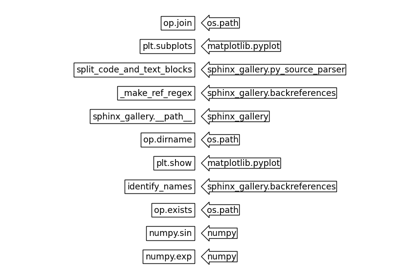 op.join os.path
plt.subplots matplotlib.pyplot
split_code_and_text_blocks sphinx_gallery.py_source_parser
_make_ref_regex sphinx_gallery.backreferences
sphinx_gallery.__path__ sphinx_gallery
op.dirname os.path
plt.show matplotlib.pyplot
identify_names sphinx_gallery.backreferences
op.exists os.path
numpy.sin numpy
numpy.exp numpy